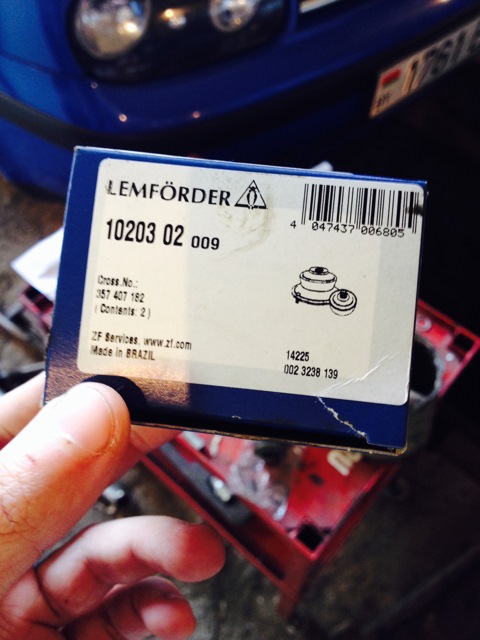 LEMFÖRDER
4 047437 006805
10203 02 009
Cross.No.:
357 407 182
( Contents: 2 )
ZF Services. www.zf.com
Made in BRAZIL
14225
002 3238 139